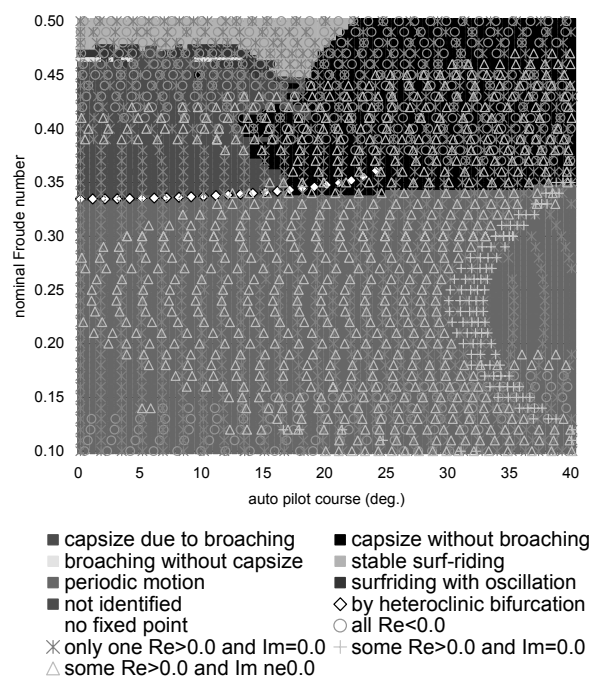 0.50
0.45
0.40
0.35
0.30
0.25
0.20
0.15
0.10
nominal Froude number
0 5 10 15 20 25 30 35 40
auto pilot course (deg.)
capsize due to broaching capsize without broaching
broaching without capsize stable surf-riding
periodic motion surfriding with oscillation
not identified by heteroclinic bifurcation
no fixed point all Re<0.0
only one Re>0.0 and Im=0.0 some Re>0.0 and Im=0.0
some Re>0.0 and Im ne0.0